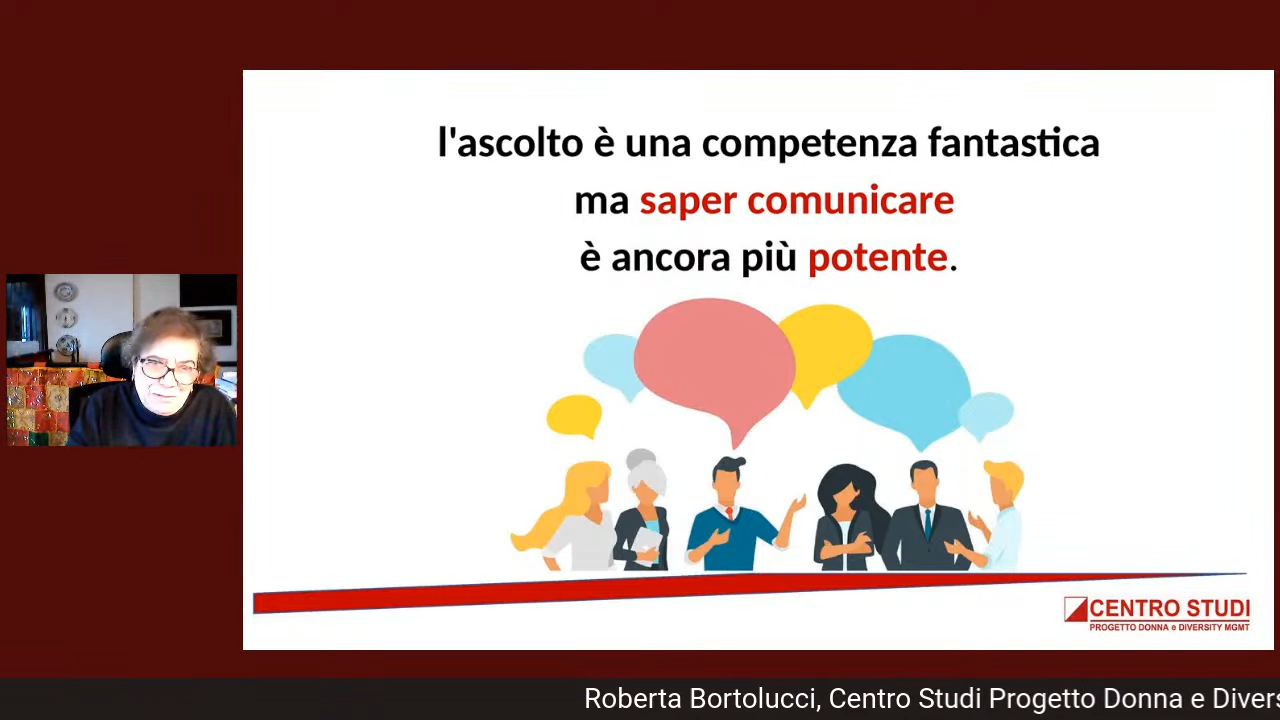 l'ascolto è una competenza fantastica
ma saper comunicare
è ancora più potente.
CENTRO STUDI
PROGETTO DONNA e DIVERSITY MGMT
Roberta Bortolucci, Centro Studi Progetto Donna e Divers